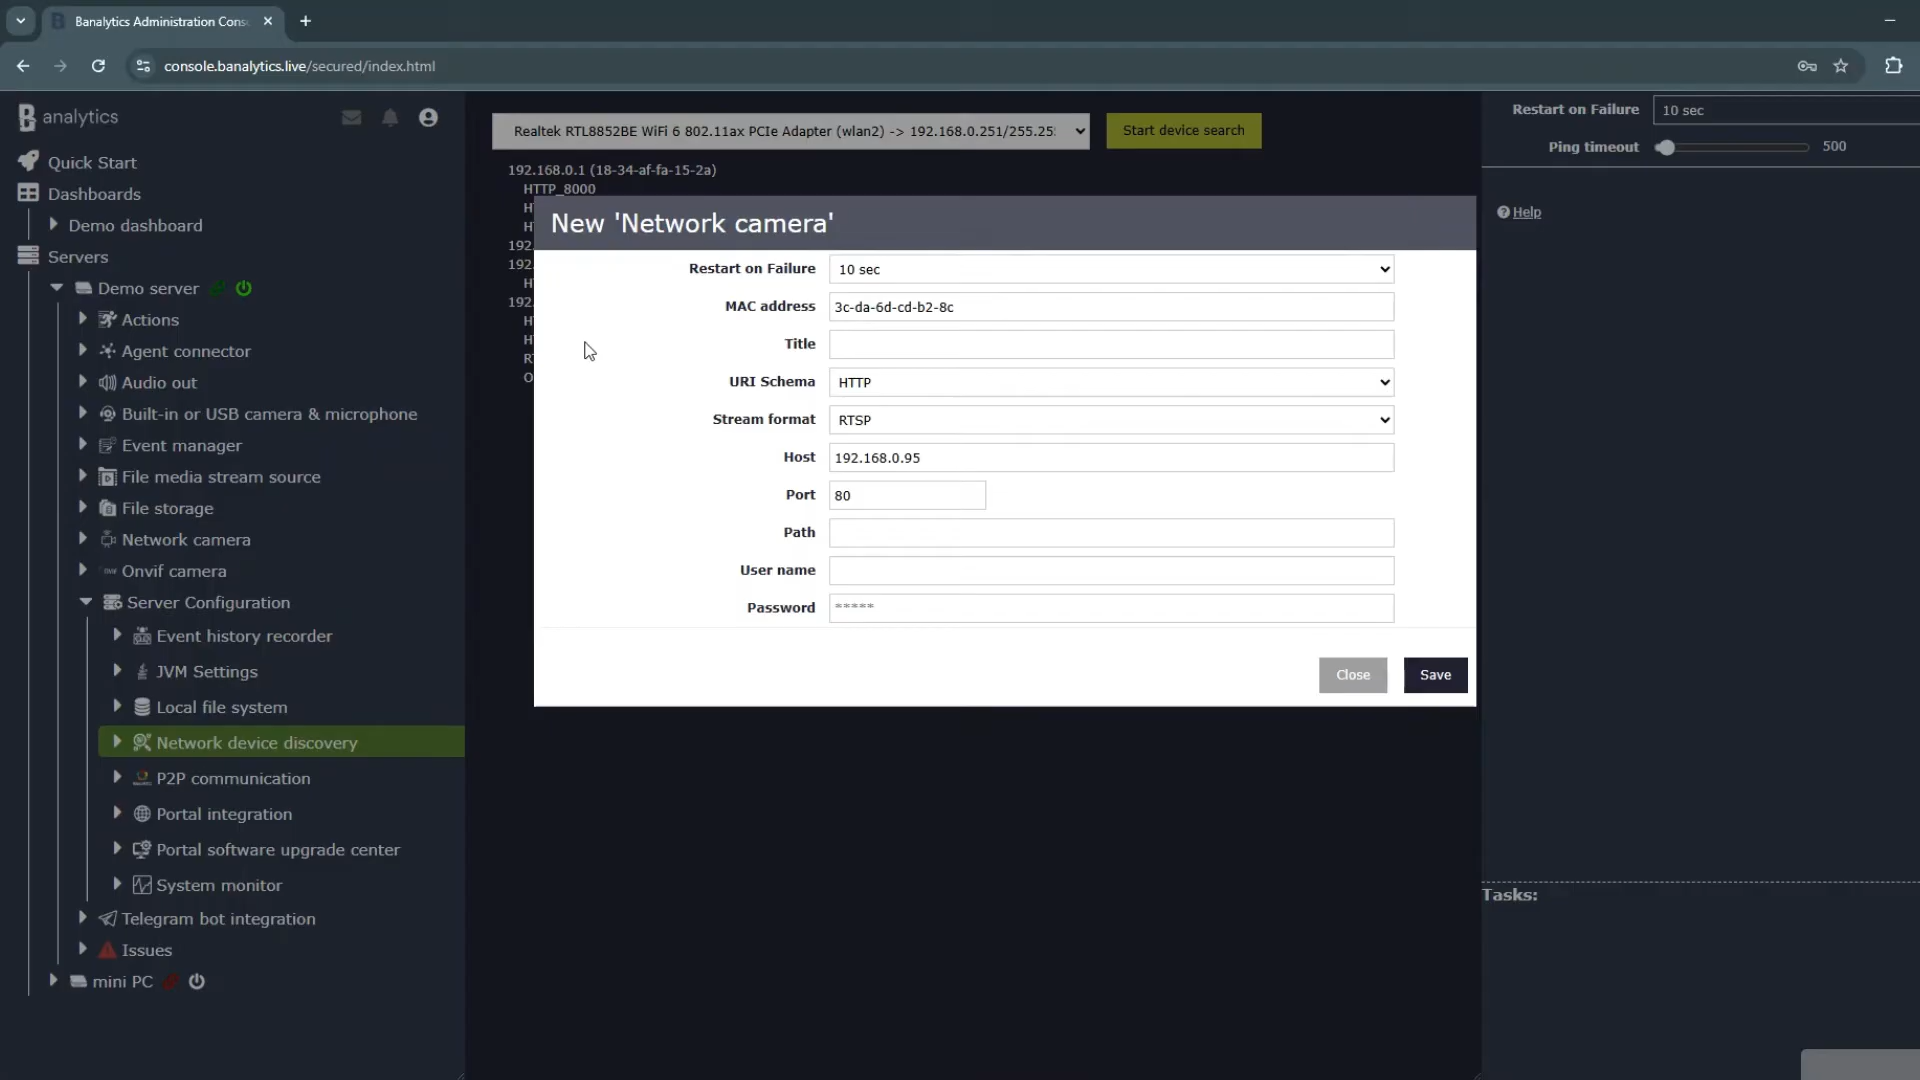 Banalytics Administration Cons
console.banalytics.live/secured/index.html
analytics
Quick Start
Dashboards
Demo dashboard
Servers
Demo server
Actions
Agent connector
Audio out
Built-in or USB camera & microphone
Event manager
File media stream source
File storage
Network camera
Onvif camera
Server Configuration
Event history recorder
JVM Settings
Local file system
Network device discovery
P2P communication
Portal integration
Portal software upgrade center
System monitor
Telegram bot integration
Issues
mini PC
Realtek RTL8852BE WiFi 6 802.11ax PCIe Adapter (wlan2) -> 192.168.0.251/255.25
Start device search
192.168.0.1 (18-34-af-fa-15-2a)
HTTP_8000
H
H
192
192
H
192
H
H
R
O
New 'Network camera'
Restart on Failure 10 sec
MAC address 3c-da-6d-cd-b2-8c
Title
URI Schema HTTP
Stream format RTSP
Host 192.168.0.95
Port 80
Path
User name
Password *****
Close Save
Restart on Failure 10 sec
Ping timeout 500
Help
Tasks: